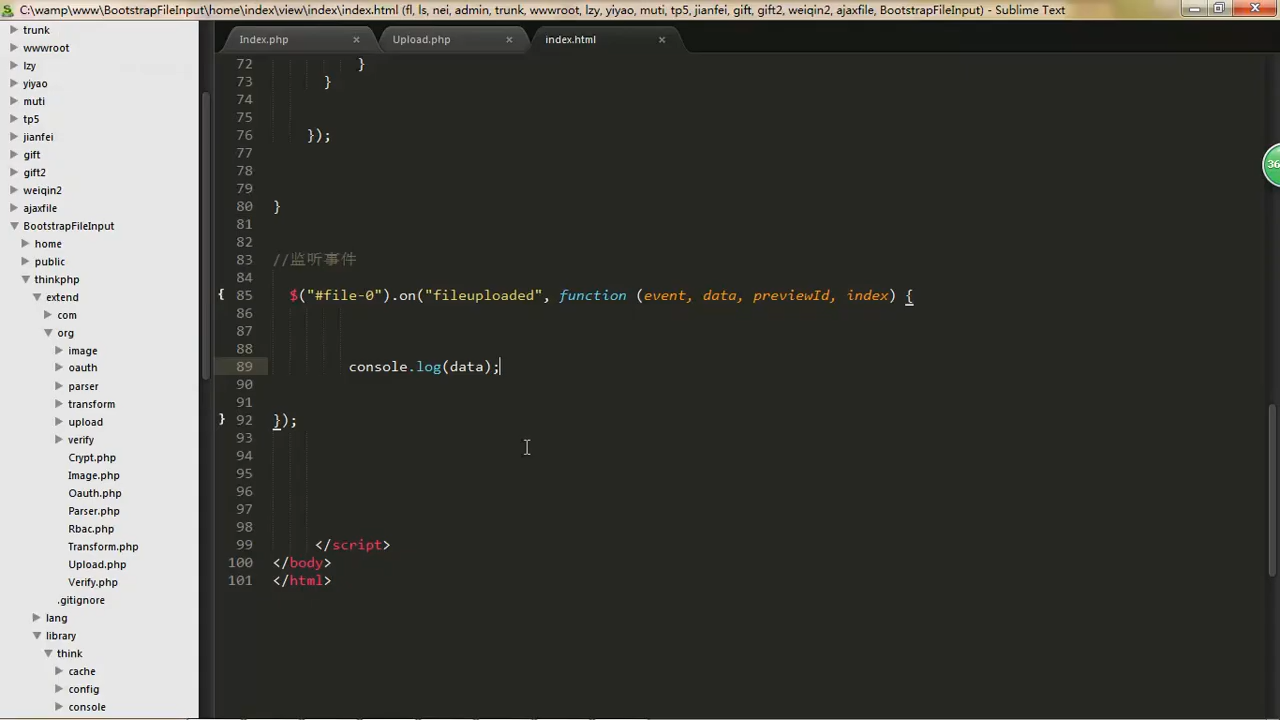 C:\wamp\www\BootstrapFileInput\home\index\view\index\index.html (fl, ls, nei, admin, trunk, wwwroot, lzy, yiyao, muti, tp5, jianfei, gift, gift2, weiqin2, ajaxfile, BootstrapFileInput) - Sublime Text
trunk
wwwroot
lzy
yiyao
muti
tp5
jianfei
gift
gift2
weiqin2
ajaxfile
BootstrapFileInput
home
public
thinkphp
extend
com
org
image
oauth
parser
transform
upload
verify
Crypt.php
Image.php
Oauth.php
Parser.php
Rbac.php
Transform.php
Upload.php
Verify.php
.gitignore
lang
library
think
cache
config
console
Index.php
Upload.php
index.html
72 }
73 }
74
75
76 });
77
78
79
80 }
81
82
83 //监听事件
84
{ 85 $("#file-0").on("fileuploaded", function (event, data, previewId, index) {
86
87
88
89 console.log(data);
90
91
} 92 });
93
94
95
96
97
98
99 </script>
100 </body>
101 </html>
36